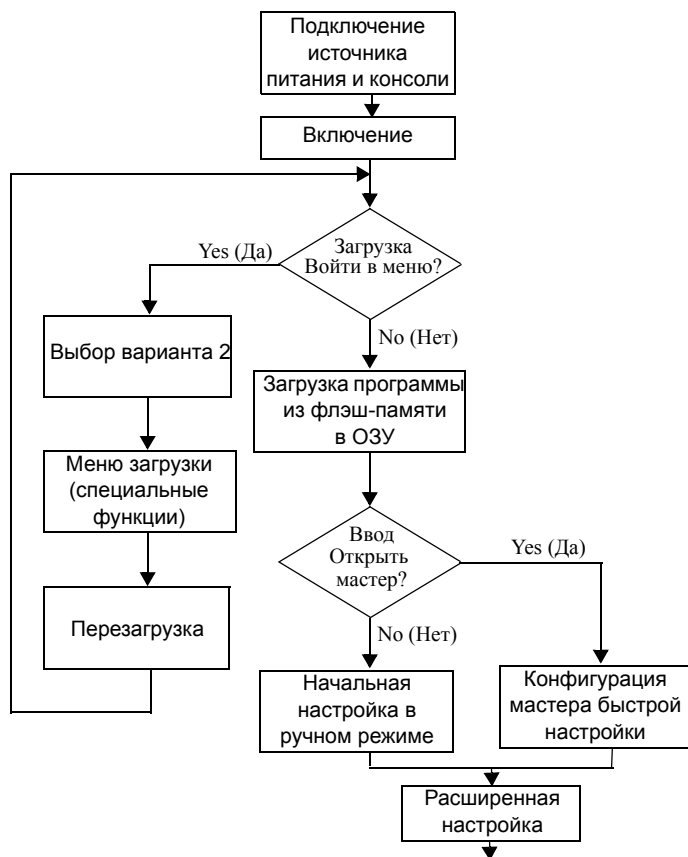 Подключение
источника
питания и консоли
Включение
Загрузка
Войти в меню?
Yes (Да)
No (Нет)
Выбор варианта 2
Загрузка программы
из флэш-памяти
в ОЗУ
Меню загрузки
(специальные
функции)
Ввод
Открыть
мастер?
Yes (Да)
No (Нет)
Перезагрузка
Начальная
настройка в
ручном режиме
Конфигурация
мастера быстрой
настройки
Расширенная
настройка